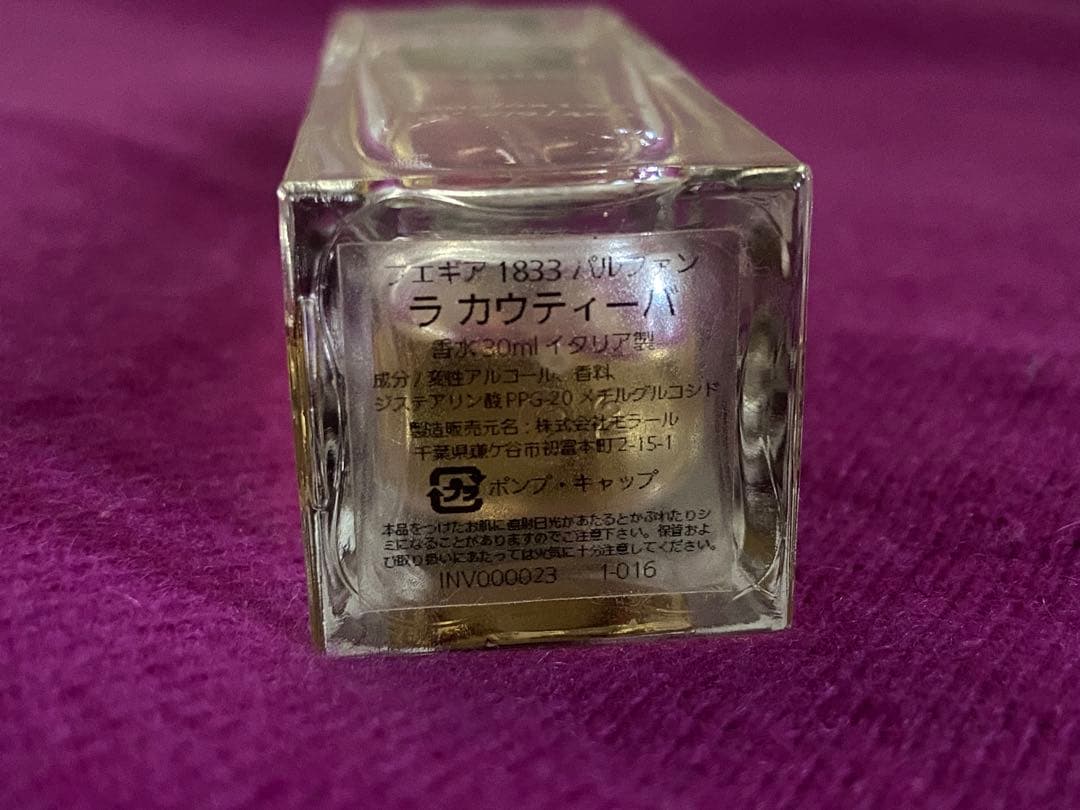 フエギア 1833 パルファン
ラ カウティーバ
香水 30ml イタリア製
成分 / 変性アルコール、香料、
ジステアリン酸 PPG-20 メチルグルコシド
製造販売元名 : 株式会社モラール
千葉県鎌ケ谷市初富本町2-15-1
プラ ポンプ・キャップ
本品をつけたお肌に直射日光があたるとかぶれたりシ
ミになることがありますのでご注意下さい。保管およ
び取り扱いにあたっては火気に十分注意してください。
INV000023 1-016